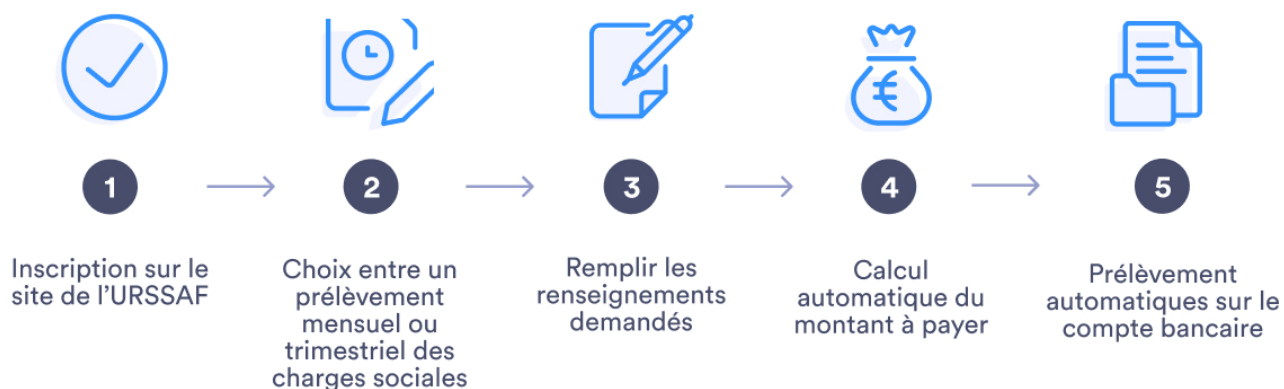 1
2
3
4
5
Inscription sur le
site de l'URSSAF
Choix entre un
prélèvement
mensuel ou
trimestriel des
charges sociales
Remplir les
renseignements
demandés
Calcul
automatique du
montant à payer
Prélèvement
automatiques sur le
compte bancaire